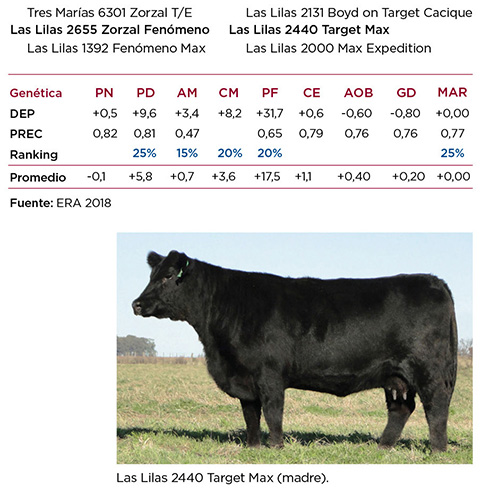 Tres Marías 6301 Zorzal T/E Las Lilas 2131 Boyd on Target Cacique
Las Lilas 2655 Zorzal Fenómeno Las Lilas 2440 Target Max
Las Lilas 1392 Fenómeno Max Las Lilas 2000 Max Expedition
Genética PN PD AM CM PF CE AOB GD MAR
DEP +0,5 +9,6 +3,4 +8,2 +31,7 +0,6 -0,60 -0,80 +0,00
PREC 0,82 0,81 0,47 0,65 0,79 0,76 0,76 0,77
Ranking 25% 15% 20% 20% 25%
Promedio -0,1 +5,8 +0,7 +3,6 +17,5 +1,1 +0,40 +0,20 +0,00
Fuente: ERA 2018
Las Lilas 2440 Target Max (madre).